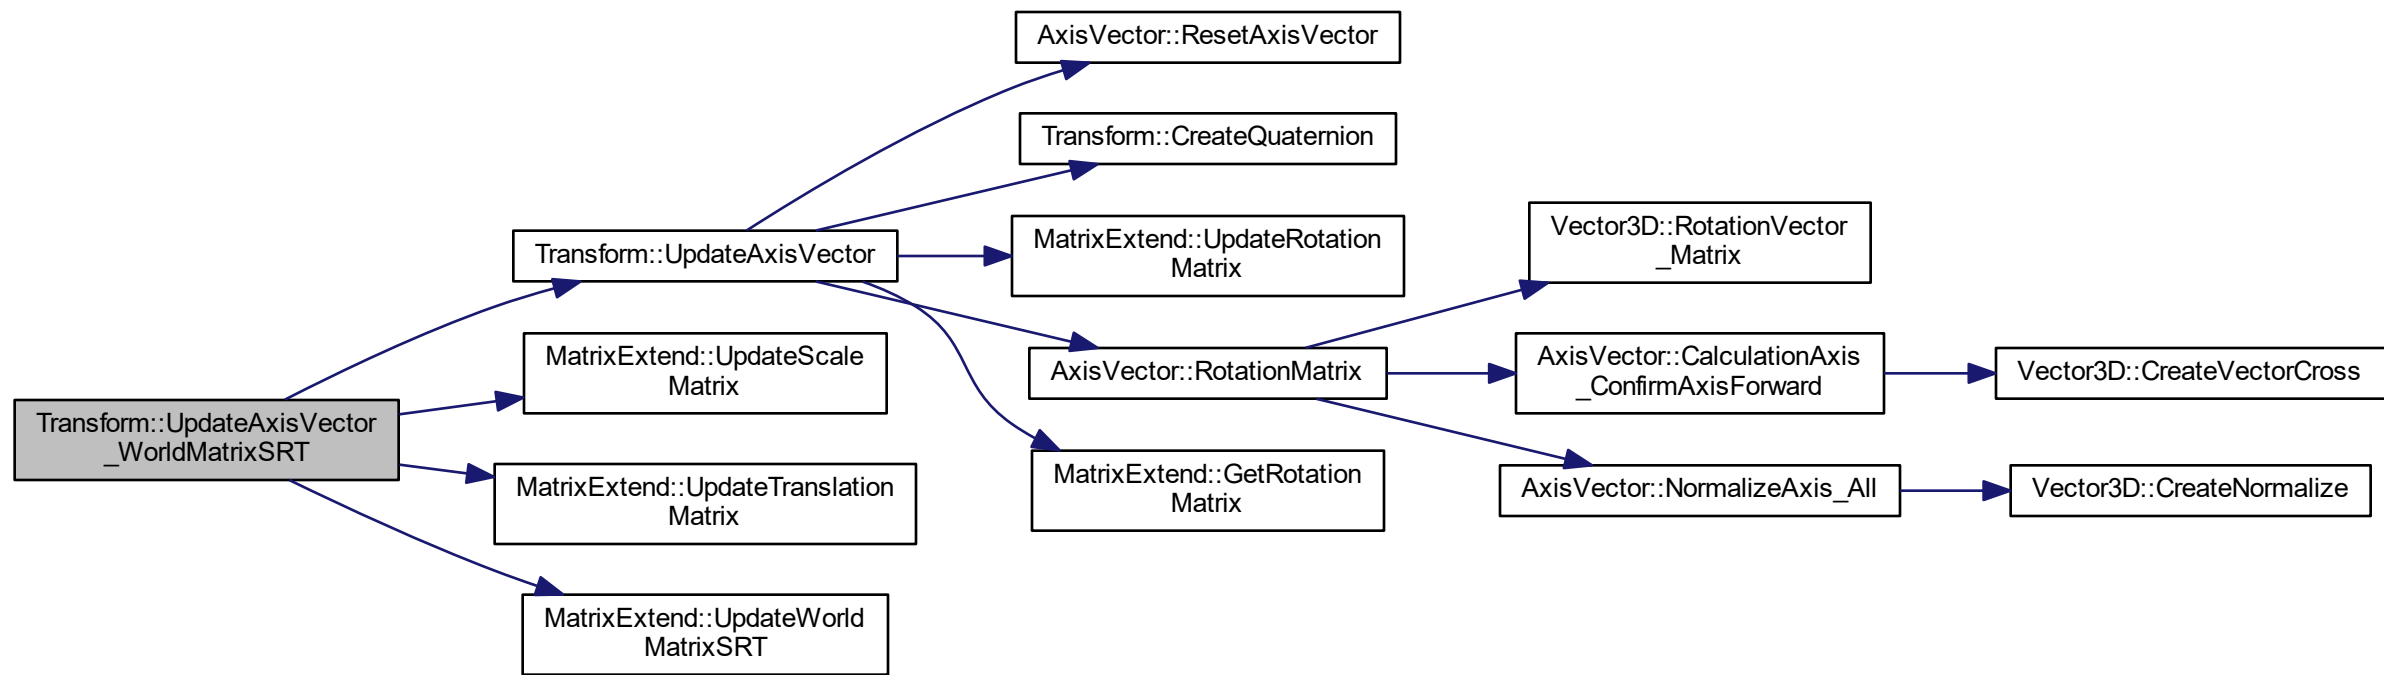 AxisVector::ResetAxisVector
Transform::CreateQuaternion
MatrixExtend::UpdateRotation
Matrix
Vector3D::RotationVector
_Matrix
Transform::UpdateAxisVector
MatrixExtend::UpdateScale
Matrix
AxisVector::RotationMatrix
AxisVector::CalculationAxis
_ConfirmAxisForward
Vector3D::CreateVectorCross
Transform::UpdateAxisVector
_WorldMatrixSRT
MatrixExtend::UpdateTranslation
Matrix
MatrixExtend::GetRotation
Matrix
AxisVector::NormalizeAxis_All
Vector3D::CreateNormalize
MatrixExtend::UpdateWorld
MatrixSRT